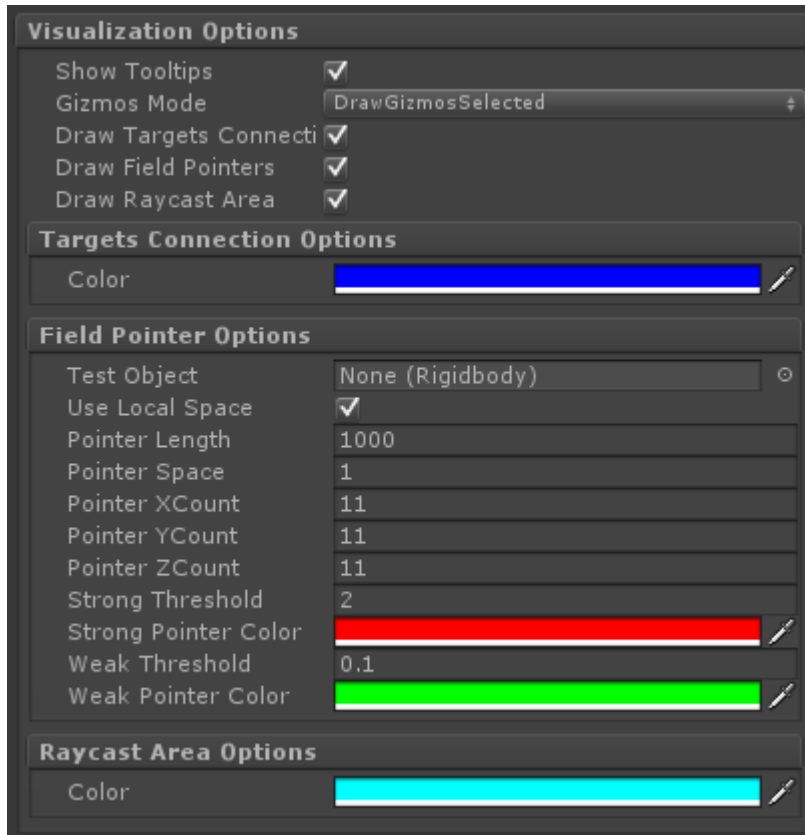 Visualization Options
Show Tooltips
Gizmos Mode DrawGizmosSelected
Draw Targets Connecti
Draw Field Pointers
Draw Raycast Area
Targets Connection Options
Color
Field Pointer Options
Test Object None (Rigidbody)
Use Local Space
Pointer Length 1000
Pointer Space 1
Pointer XCount 11
Pointer YCount 11
Pointer ZCount 11
Strong Threshold 2
Strong Pointer Color
Weak Threshold 0.1
Weak Pointer Color
Raycast Area Options
Color